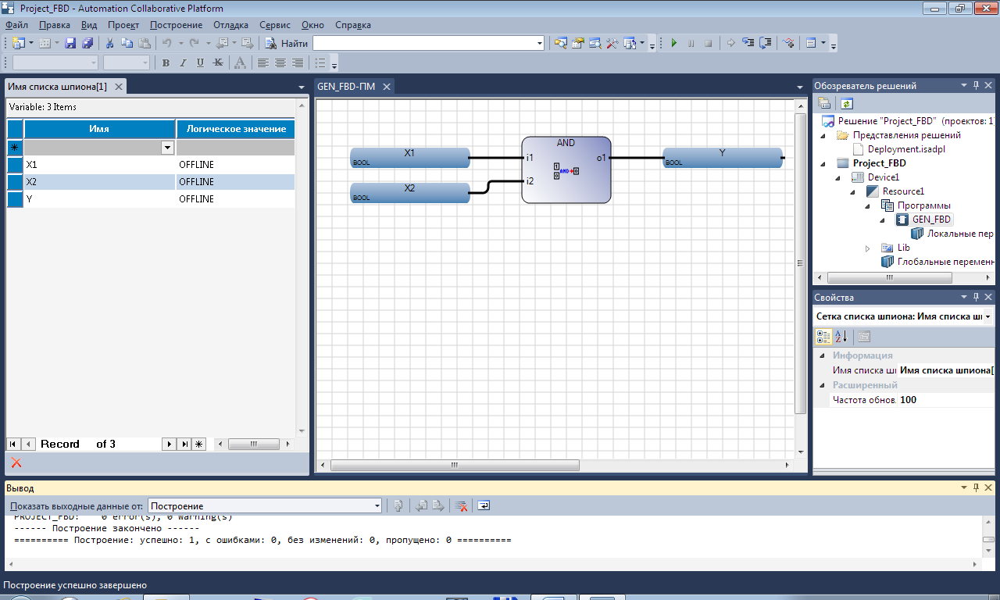 Project_FBD - Automation Collaborative Platform
Файл Правка Вид Проект Построение Отладка Сервис Окно Справка
Найти
B I U K A
Имя списка шпиона[1]
Variable: 3 Items
Имя Логическое значение
X1 OFFLINE
X2 OFFLINE
Y OFFLINE
Record of 3
GEN_FBD-ПМ
X1
BOOL
X2
BOOL
AND
i1 o1
i2
1
0
AND
0
Y
BOOL
Обозреватель решений
Решение "Project_FBD" (проектов: 1
Представления решений
Deployment.isadpl
Project_FBD
Device1
Resource1
Программы
GEN_FBD
Локальные пер
Lib
Глобальные перемен
Свойства
Сетка списка шпиона: Имя списка
Информация
Имя списка Имя списка шпиона[
Расширенный
Частота обнов. 100
Вывод
Показать выходные данные от: Построение
PROJECT_FBD: 0 error(s), 0 warning(s)
------ Построение закончено ------
========== Построение: успешно: 1, с ошибками: 0, без изменений: 0, пропущено: 0 ==========
Построение успешно завершено